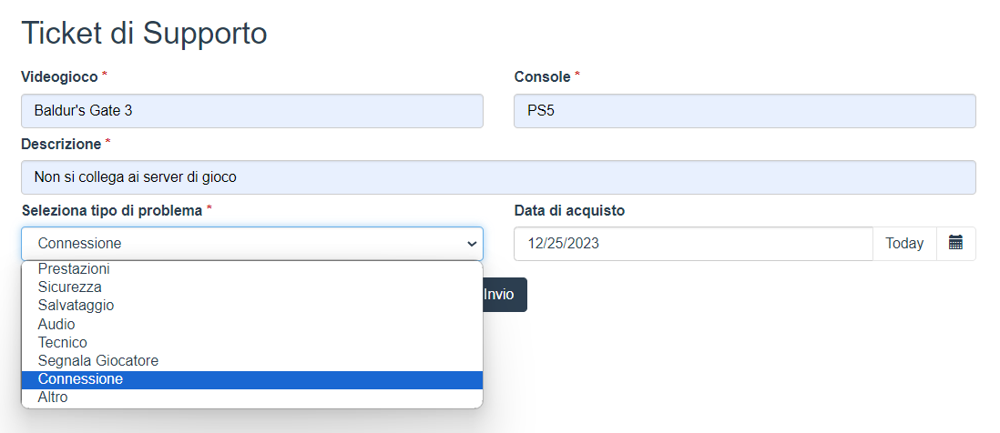 Ticket di Supporto
Videogioco * Console *
Baldur's Gate 3 PS5
Descrizione *
Non si collega ai server di gioco
Seleziona tipo di problema * Data di acquisto
Connessione 12/25/2023 Today
Prestazioni
Sicurezza
Salvataggio
Audio
Tecnico
Segnala Giocatore
Connessione
Altro
Invio